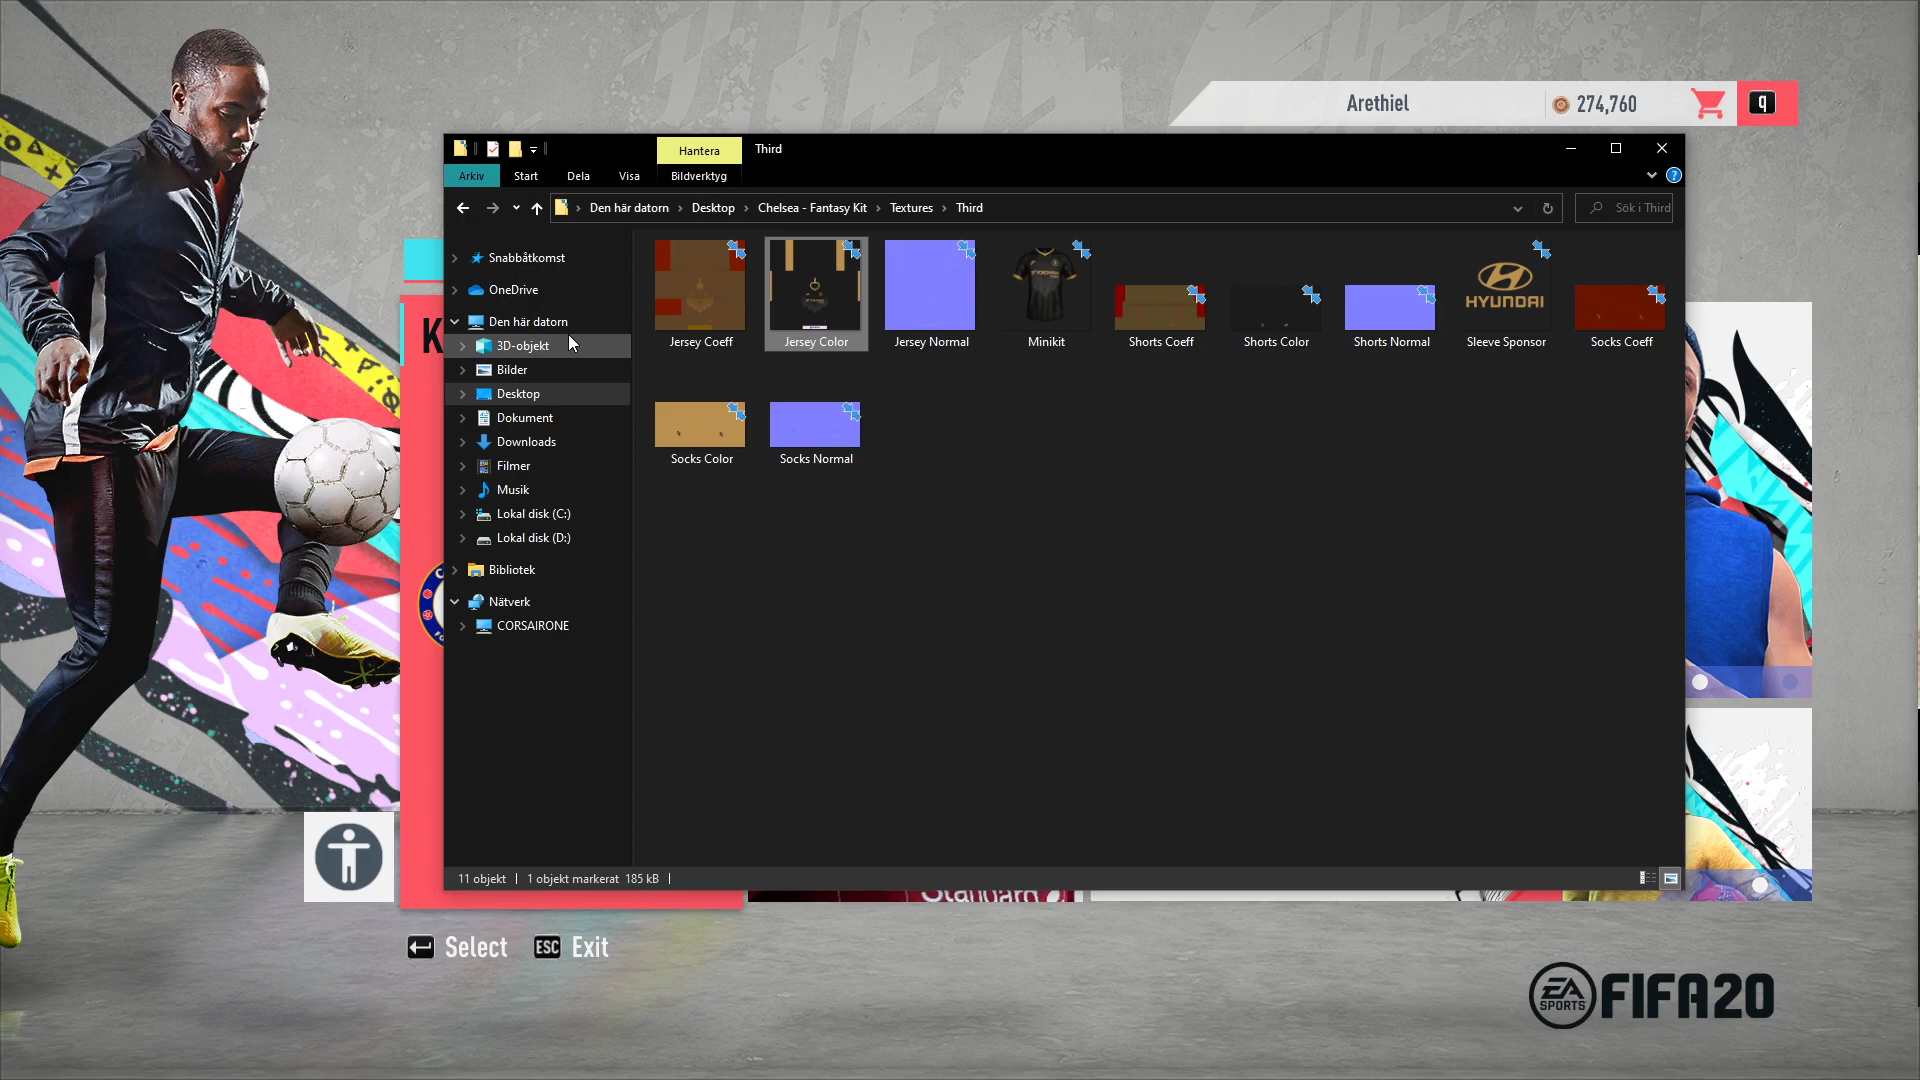 Arethiel
274,760
q
Hantera
Third
Arkiv
Start
Dela
Visa
Bildverktyg
Den här datorn
Desktop
Chelsea - Fantasy Kit
Textures
Third
Sök i Third
Snabbåtkomst
OneDrive
Den här datorn
3D-objekt
Bilder
Desktop
Dokument
Downloads
Filmer
Musik
Lokal disk (C:)
Lokal disk (D:)
Bibliotek
Nätverk
CORSAIRONE
HYUNDAI
Jersey Coeff
Jersey Color
Jersey Normal
Minikit
Shorts Coeff
Shorts Color
Shorts Normal
Sleeve Sponsor
Socks Coeff
Socks Color
Socks Normal
K
11 objekt
1 objekt markerat 185 kB
Standard
Select
ESC
Exit
EA
SPORTS
FIFA20